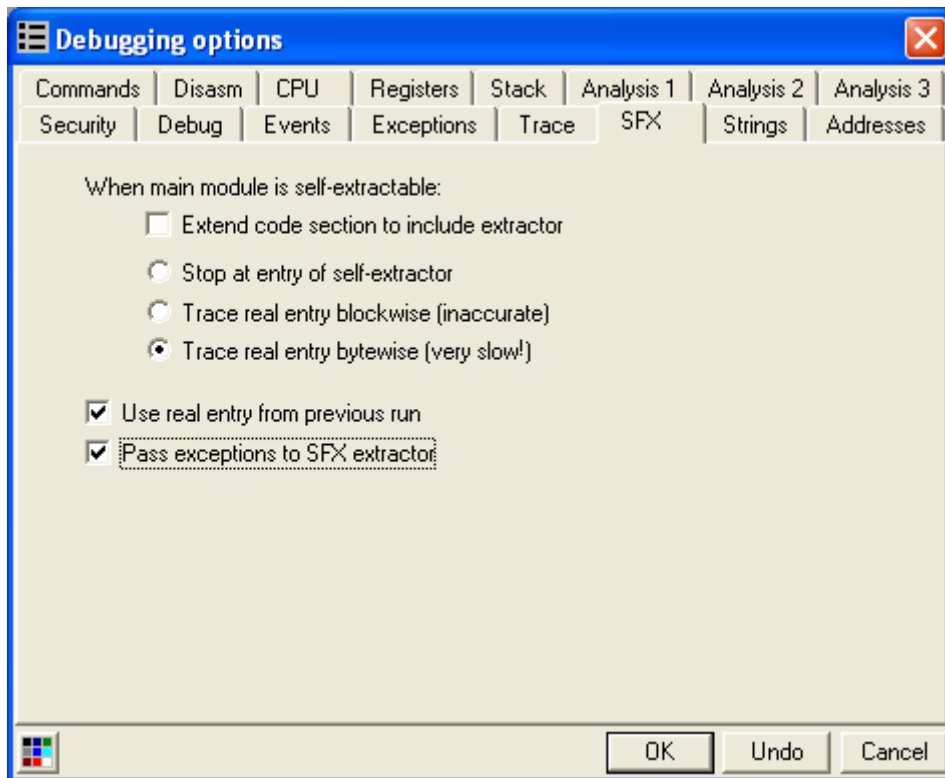 Debugging options
Commands Disasm CPU Registers Stack Analysis 1 Analysis 2 Analysis 3
Security Debug Events Exceptions Trace SFX Strings Addresses
When main module is self-extractable:
Extend code section to include extractor
Stop at entry of self-extractor
Trace real entry blockwise (inaccurate)
Trace real entry bytewise (very slow!)
Use real entry from previous run
Pass exceptions to SFX extractor
OK Undo Cancel